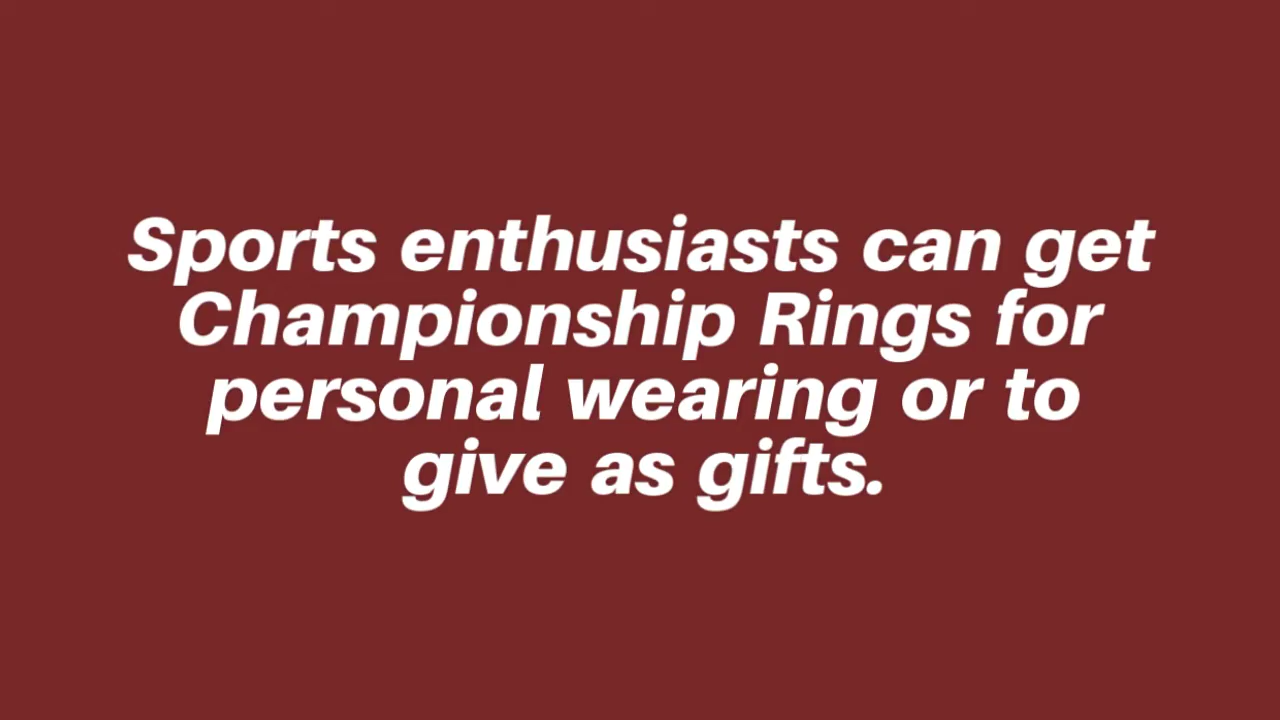 Sports enthusiasts can get
Championship Rings for
personal wearing or to
give as gifts.